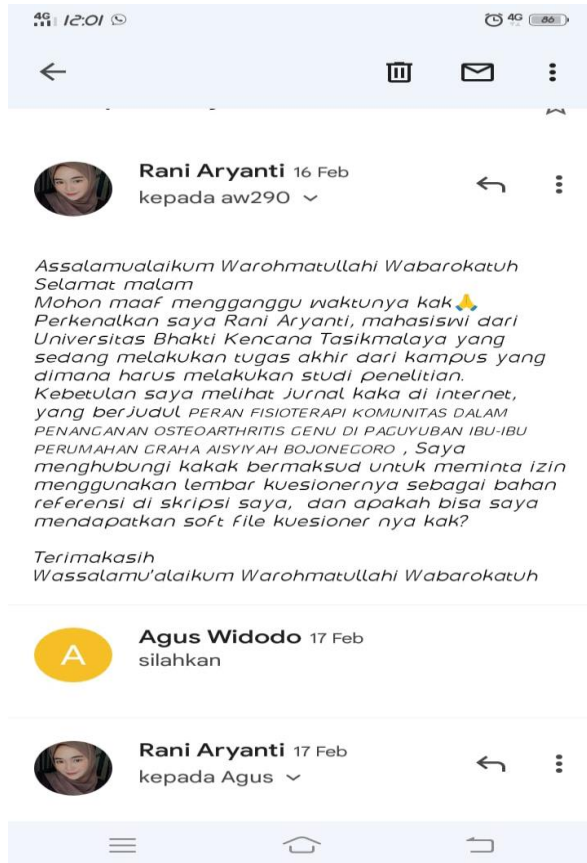 4G 12:01 4G 86
Rani Aryanti 16 Feb
kepada aw290
Assalamualaikum Warohmatullahi Wabarokatuh
Selamat malam
Mohon maaf mengganggu waktunya kak🙏
Perkenalkan saya Rani Aryanti, mahasiswi dari
Universitas Bhakti Kencana Tasikmalaya yang
sedang melakukan tugas akhir dari kampus yang
dimana harus melakukan studi penelitian.
Kebetulan saya melihat jurnal kaka di internet,
yang berjudul PERAN FISIOTERAPI KOMUNITAS DALAM
PENANGANAN OSTEOARTHRITIS GENU DI PAGUYUBAN IBU-IBU
PERUMAHAN GRAHA AISYIYAH BOJONEGORO , Saya
menghubungi kakak bermaksud untuk meminta izin
menggunakan lembar kuesionernya sebagai bahan
referensi di skripsi saya, dan apakah bisa saya
mendapatkan soft file kuesioner nya kak?
Terimakasih
Wassalamu'alaikum Warohmatullahi Wabarokatuh
A
Agus Widodo 17 Feb
silahkan
Rani Aryanti 17 Feb
kepada Agus